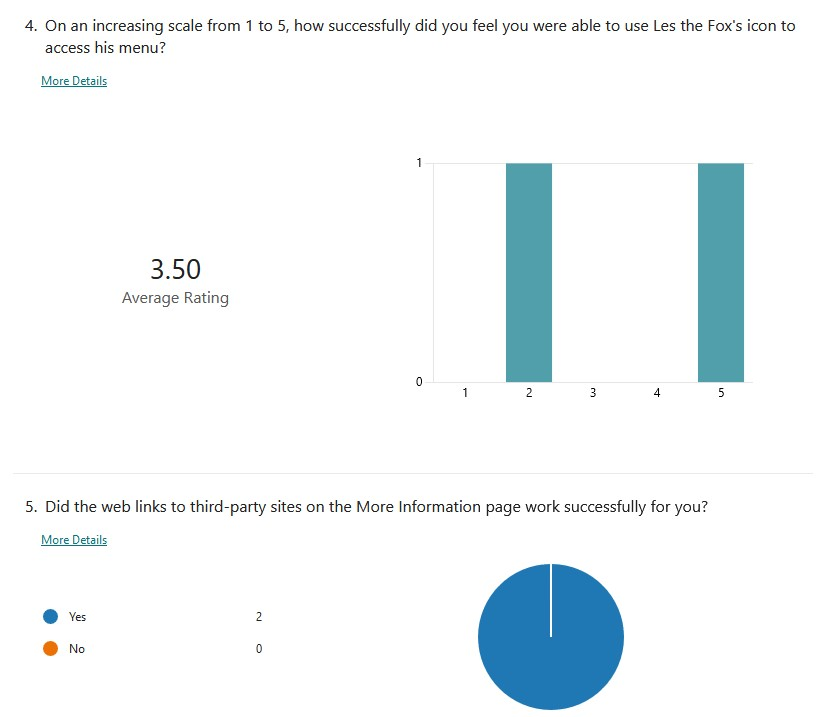 4. On an increasing scale from 1 to 5, how successfully did you feel you were able to use Les the Fox's icon to
access his menu?
More Details
1
3.50
Average Rating
0
1 2 3 4 5
5. Did the web links to third-party sites on the More Information page work successfully for you?
More Details
Yes 2
No 0